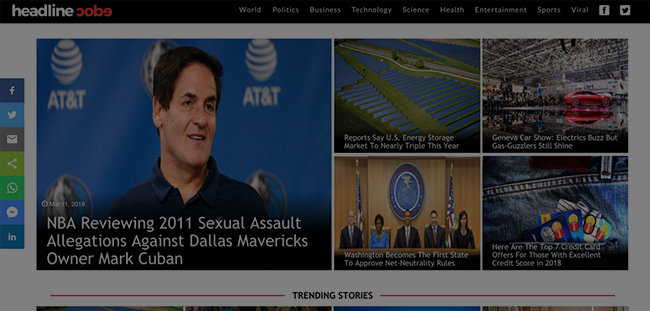 headline
World Politics Business Technology Science Health Entertainment Sports Viral
AT&T
AT&T
AT&T
Mar 11, 2018
NBA Reviewing 2011 Sexual Assault
Allegations Against Dallas Mavericks
Owner Mark Cuban
Reports Say U.S. Energy Storage
Market To Nearly Triple This Year
Geneva Car Show: Electrics Buzz But
Gas-Guzzlers Still Shine
Washington Becomes The First State
To Approve Net-Neutrality Rules
Here Are The Top 7 Credit Card
Offers For Those With Excellent
Credit Score in 2018
TRENDING STORIES